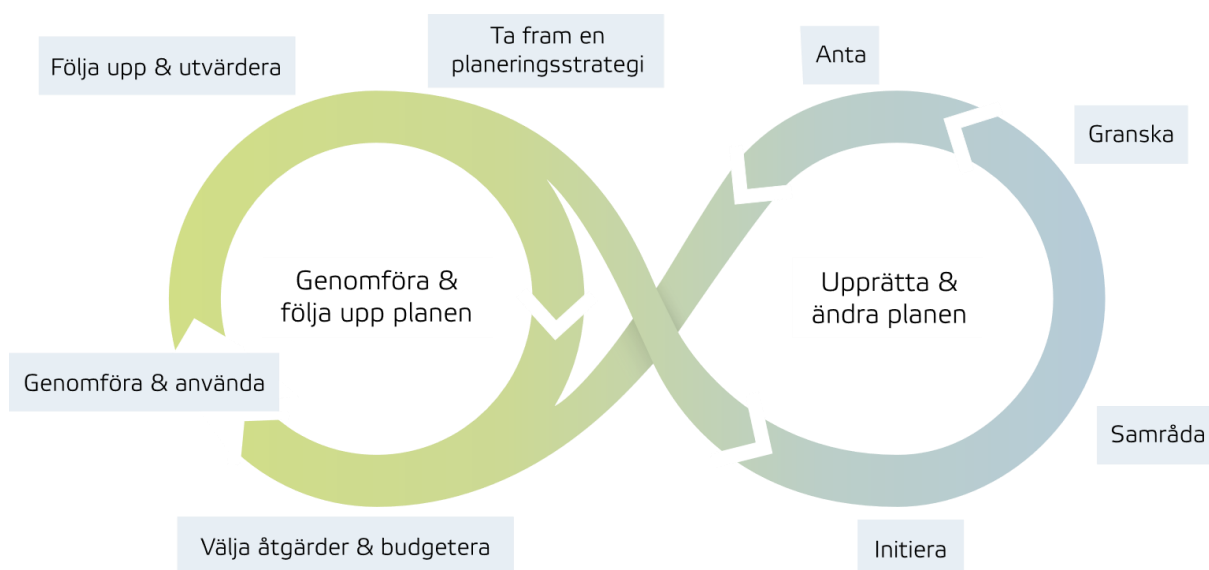 Följa upp & utvärdera
Ta fram en
planeringsstrategi
Anta
Granska
Genomföra &
följa upp planen
Upprätta &
ändra planen
Genomföra & använda
Samråda
Välja åtgärder & budgetera
Initiera